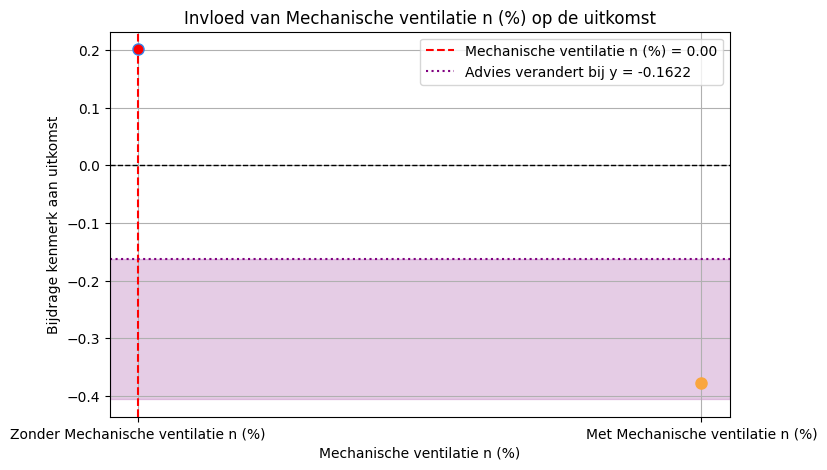 Invloed van Mechanische ventilatie n (%) op de uitkomst
Mechanische ventilatie n (%) = 0.00
Advies verandert bij y = -0.1622
Bijdrage kenmerk aan uitkomst
0.2
0.1
0.0
−0.1
−0.2
−0.3
−0.4
Zonder Mechanische ventilatie n (%)
Met Mechanische ventilatie n (%)
Mechanische ventilatie n (%)